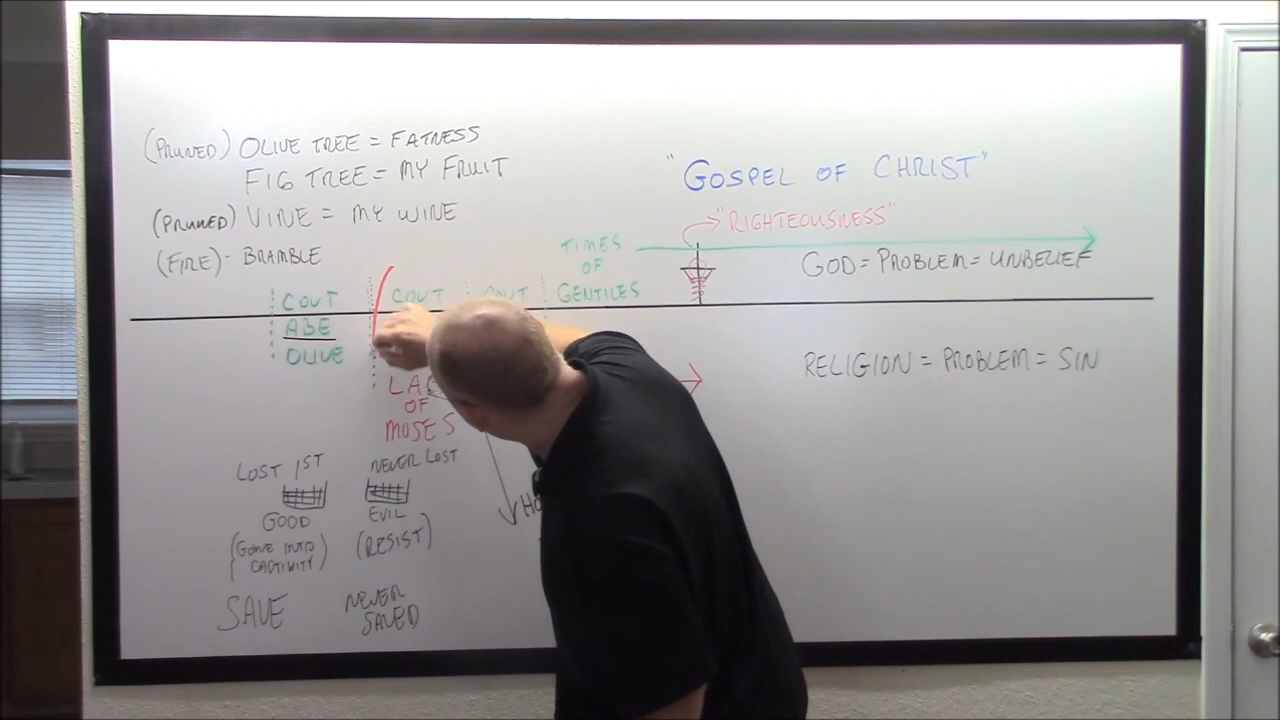 (PRUNED) OLIVE TREE = FATNESS
FIG TREE = MY FRUIT
(PRUNED) VINE = MY WINE
(FIRE) - BRAMBLE
"GOSPEL OF CHRIST"
"RIGHTEOUSNESS"
GOD = PROBLEM = UNBELIEF
RELIGION = PROBLEM = SIN
COVT
ABE
OLIVE
COVT
COVT
TIMES
OF
GENTILES
OF
MOSES
LOST 1ST
GOOD
(GONE INTO
CAPTIVITY)
SAVE
NEVER LOST
EVIL
(RESIST)
NEVER
SAVED